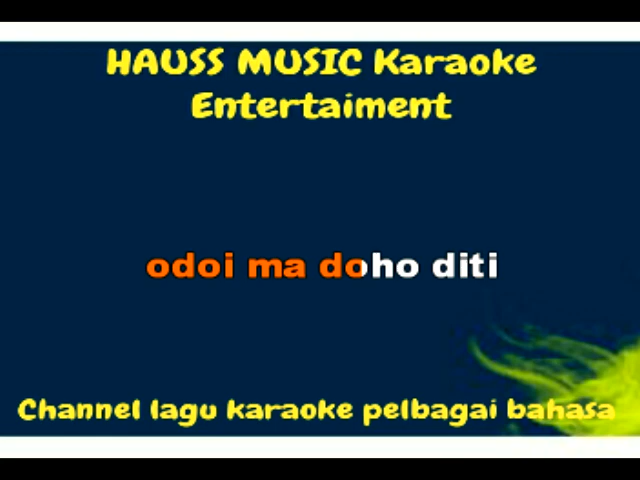 HAUSS MUSIC Karaoke
Entertaiment
odoi ma doho diti
Channel lagu karaoke pelbagai bahasa